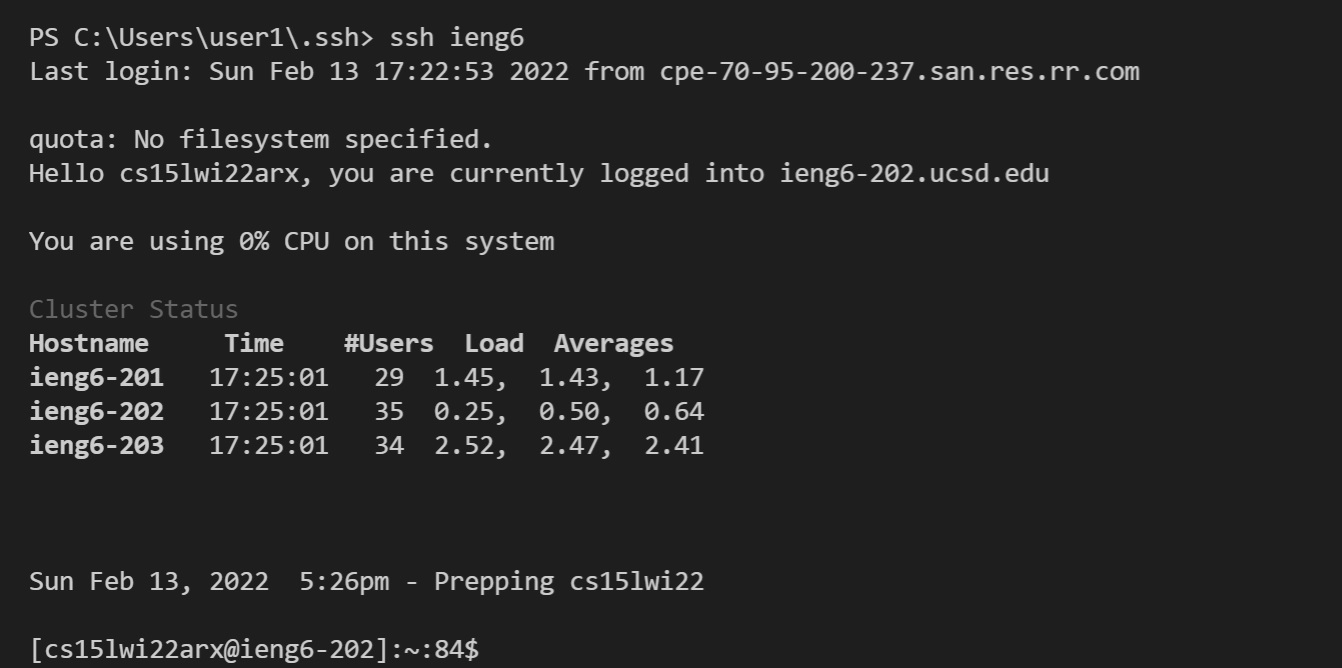 PS C:\Users\user1\.ssh> ssh ieng6
Last login: Sun Feb 13 17:22:53 2022 from cpe-70-95-200-237.san.res.rr.com
quota: No filesystem specified.
Hello cs15lwi22arx, you are currently logged into ieng6-202.ucsd.edu
You are using 0% CPU on this system
Cluster Status
Hostname     Time    #Users  Load  Averages
ieng6-201   17:25:01   29  1.45,  1.43,  1.17
ieng6-202   17:25:01   35  0.25,  0.50,  0.64
ieng6-203   17:25:01   34  2.52,  2.47,  2.41
Sun Feb 13, 2022  5:26pm - Prepping cs15lwi22
[cs15lwi22arx@ieng6-202]:~:84$